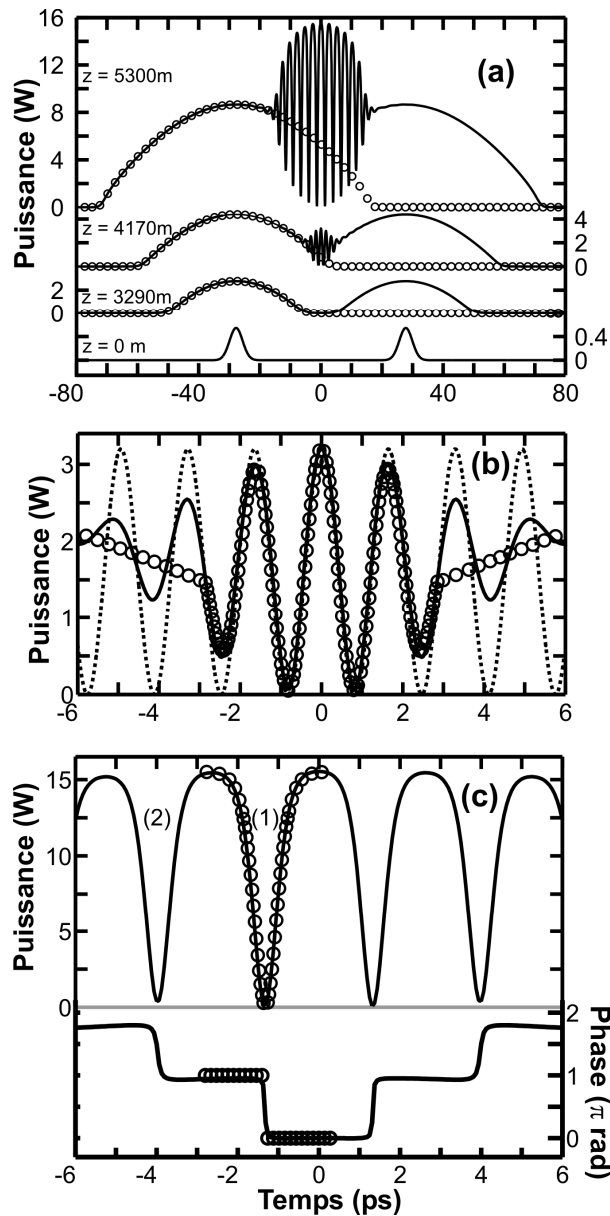 16
(a)
z = 5300m
12
8
4
0
Puissance (W)
z = 4170m
4
2
0
z = 3290m
2
0
z = 0 m
0.4
0
-80 -40 0 40 80
(b)
3
2
1
0
Puissance (W)
-6 -4 -2 0 2 4 6
(c)
15
10
5
0
Puissance (W)
(2) (1)
2
1
0
Phase (π rad)
-6 -4 -2 0 2 4 6
Temps (ps)